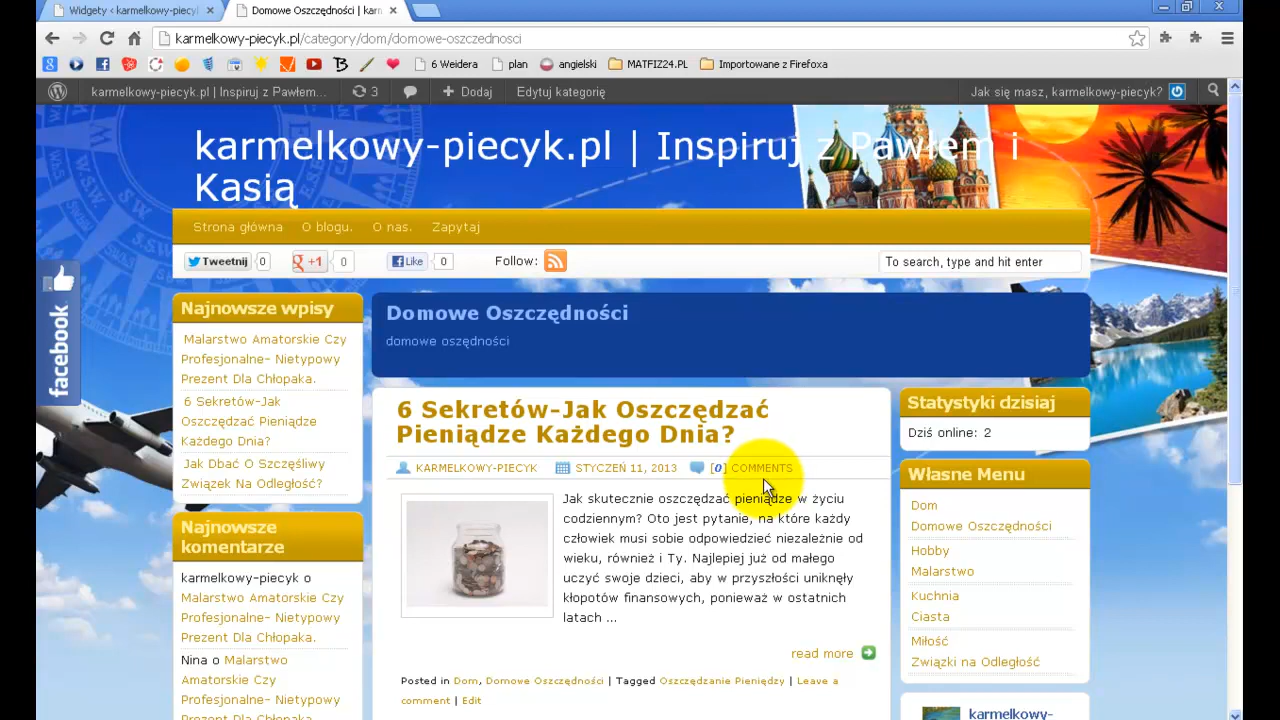 Widgety ‹ karmelkowy-piecyk
Domowe Oszczędności | karm
karmelkowy-piecyk.pl/category/dom/domowe-oszczednosci
6 Weidera
plan
angielski
MATFIZ24.PL
Importowane z Firefoxa
karmelkowy-piecyk.pl | Inspiruj z Pawłem...
3
Dodaj
Edytuj kategorię
Jak się masz, karmelkowy-piecyk?
karmelkowy-piecyk.pl | Inspiruj z Pawłem i
Kasią
Strona główna
O blogu.
O nas.
Zapytaj
Tweetnij
0
+1
0
Like
0
Follow:
To search, type and hit enter
facebook
Najnowsze wpisy
Malarstwo Amatorskie Czy
Profesjonalne- Nietypowy
Prezent Dla Chłopaka.
6 Sekretów-Jak
Oszczędzać Pieniądze
Każdego Dnia?
Jak Dbać O Szczęśliwy
Związek Na Odległość?
Najnowsze
komentarze
karmelkowy-piecyk o
Malarstwo Amatorskie Czy
Profesjonalne- Nietypowy
Prezent Dla Chłopaka.
Nina o Malarstwo
Amatorskie Czy
Profesjonalne- Nietypowy
Prezent Dla Chłopaka.
Domowe Oszczędności
domowe oszędności
6 Sekretów-Jak Oszczędzać
Pieniądze Każdego Dnia?
KARMELKOWY-PIECYK
STYCZEŃ 11, 2013
[0] COMMENTS
Jak skutecznie oszczędzać pieniądze w życiu
codziennym? Oto jest pytanie, na które każdy
człowiek musi sobie odpowiedzieć niezależnie od
wieku, również i Ty. Najlepiej już od małego
uczyć swoje dzieci, aby w przyszłości uniknęły
kłopotów finansowych, ponieważ w ostatnich
latach ...
read more
Posted in Dom, Domowe Oszczędności | Tagged Oszczędzanie Pieniędzy | Leave a
comment | Edit
Statystyki dzisiaj
Dziś online: 2
Własne Menu
Dom
Domowe Oszczędności
Hobby
Malarstwo
Kuchnia
Ciasta
Miłość
Związki na Odległość
karmelkowy-